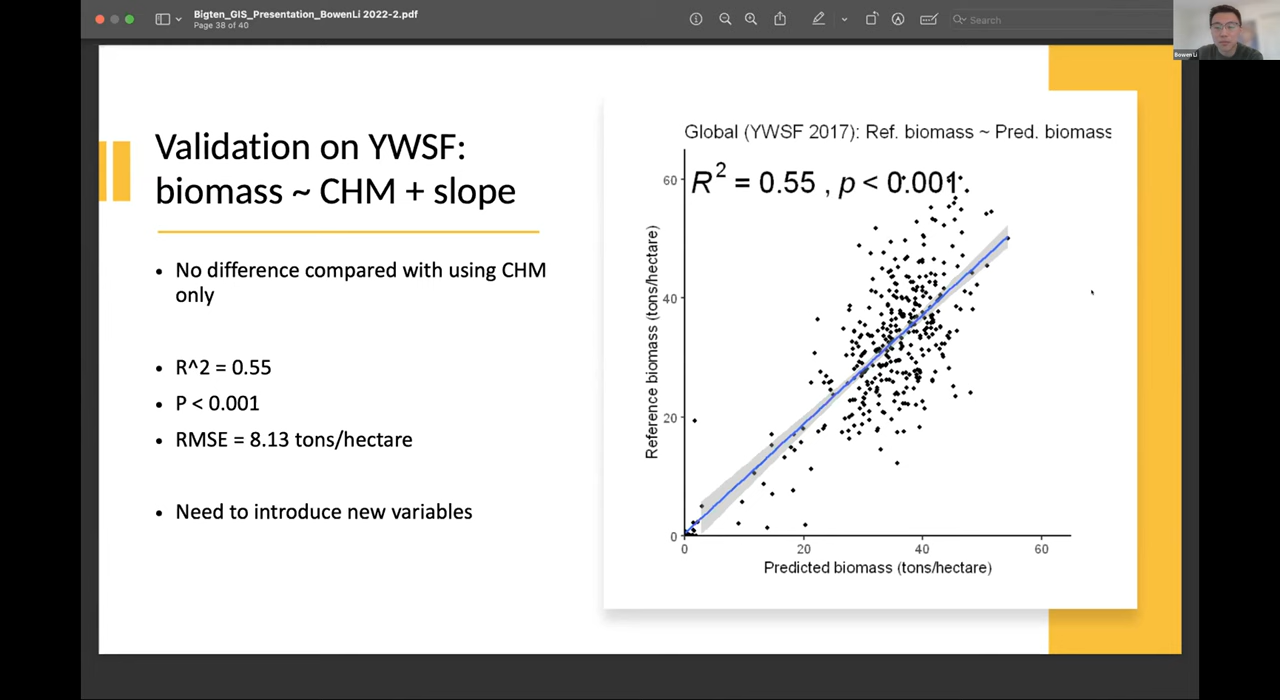 Bigten_GIS_Presentation_BowenLi 2022-2.pdf
Page 38 of 40
Search
Bowen Li
Validation on YWSF:
biomass ~ CHM + slope
• No difference compared with using CHM
only
• R^2 = 0.55
• P < 0.001
• RMSE = 8.13 tons/hectare
• Need to introduce new variables
Global (YWSF 2017): Ref. biomass ~ Pred. biomass
R² = 0.55 , p < 0.001
Reference biomass (tons/hectare)
60
40
20
0
0 20 40 60
Predicted biomass (tons/hectare)